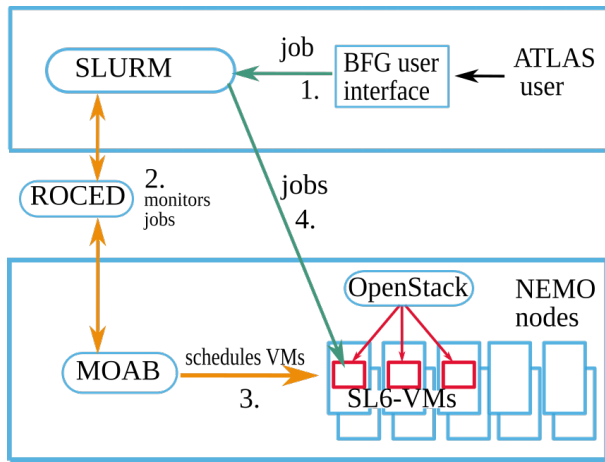 SLURM
job
1.
BFG user
interface
ATLAS
user
ROCED
2.
monitors
jobs
jobs
4.
OpenStack
NEMO
nodes
MOAB
schedules VMs
3.
SL6-VMs